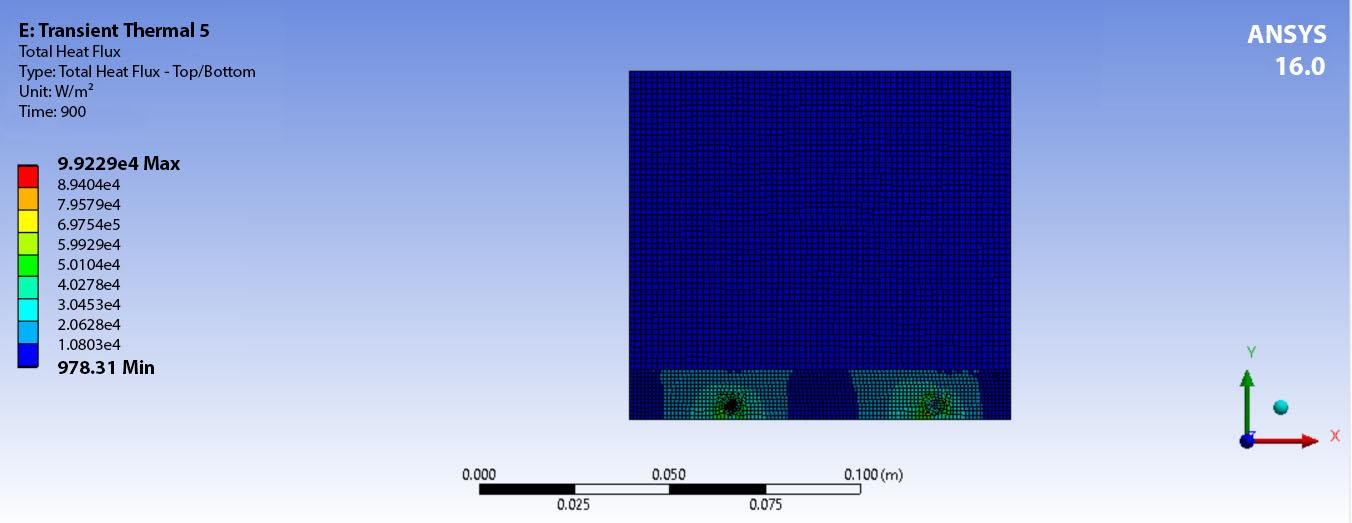 E: Transient Thermal 5
Total Heat Flux
Type: Total Heat Flux - Top/Bottom
Unit: W/m²
Time: 900
ANSYS
16.0
9.9229e4 Max
8.9404e4
7.9579e4
6.9754e5
5.9929e4
5.0104e4
4.0278e4
3.0453e4
2.0628e4
1.0803e4
978.31 Min
0.000 0.050 0.100 (m)
0.025 0.075
Y
Z X